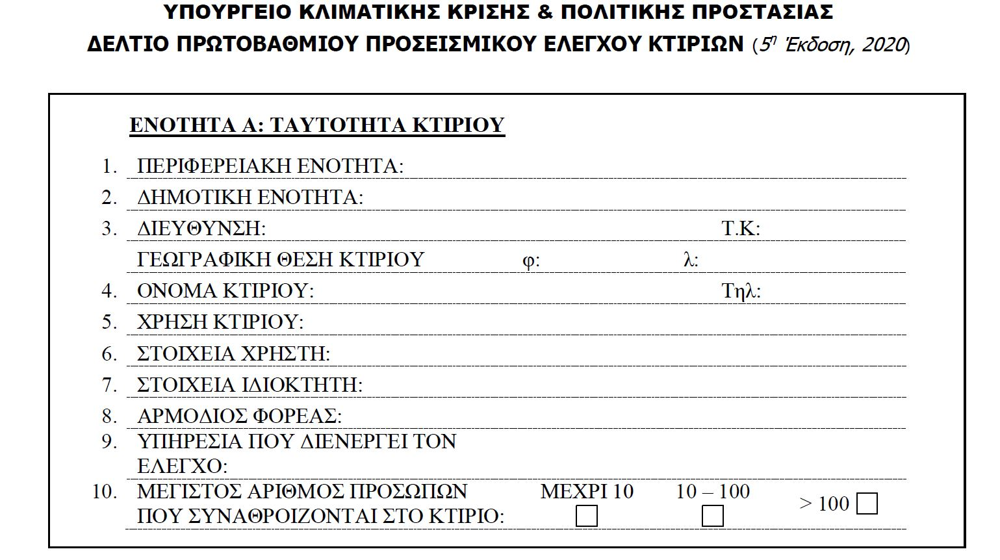 ΥΠΟΥΡΓΕΙΟ ΚΛΙΜΑΤΙΚΗΣ ΚΡΙΣΗΣ & ΠΟΛΙΤΙΚΗΣ ΠΡΟΣΤΑΣΙΑΣ
ΔΕΛΤΙΟ ΠΡΩΤΟΒΑΘΜΙΟΥ ΠΡΟΣΕΙΣΜΙΚΟΥ ΕΛΕΓΧΟΥ ΚΤΙΡΙΩΝ (5η Έκδοση, 2020)
ΕΝΟΤΗΤΑ Α: ΤΑΥΤΟΤΗΤΑ ΚΤΙΡΙΟΥ
1. ΠΕΡΙΦΕΡΕΙΑΚΗ ΕΝΟΤΗΤΑ:
2. ΔΗΜΟΤΙΚΗ ΕΝΟΤΗΤΑ:
3. ΔΙΕΥΘΥΝΣΗ: Τ.Κ:
ΓΕΩΓΡΑΦΙΚΗ ΘΕΣΗ ΚΤΙΡΙΟΥ φ: λ:
4. ΟΝΟΜΑ ΚΤΙΡΙΟΥ: Τηλ:
5. ΧΡΗΣΗ ΚΤΙΡΙΟΥ:
6. ΣΤΟΙΧΕΙΑ ΧΡΗΣΤΗ:
7. ΣΤΟΙΧΕΙΑ ΙΔΙΟΚΤΗΤΗ:
8. ΑΡΜΟΔΙΟΣ ΦΟΡΕΑΣ:
9. ΥΠΗΡΕΣΙΑ ΠΟΥ ΔΙΕΝΕΡΓΕΙ ΤΟΝ
ΕΛΕΓΧΟ:
10. ΜΕΓΙΣΤΟΣ ΑΡΙΘΜΟΣ ΠΡΟΣΩΠΩΝ ΜΕΧΡΙ 10 10 – 100 > 100
ΠΟΥ ΣΥΝΑΘΡΟΙΖΟΝΤΑΙ ΣΤΟ ΚΤΙΡΙΟ: